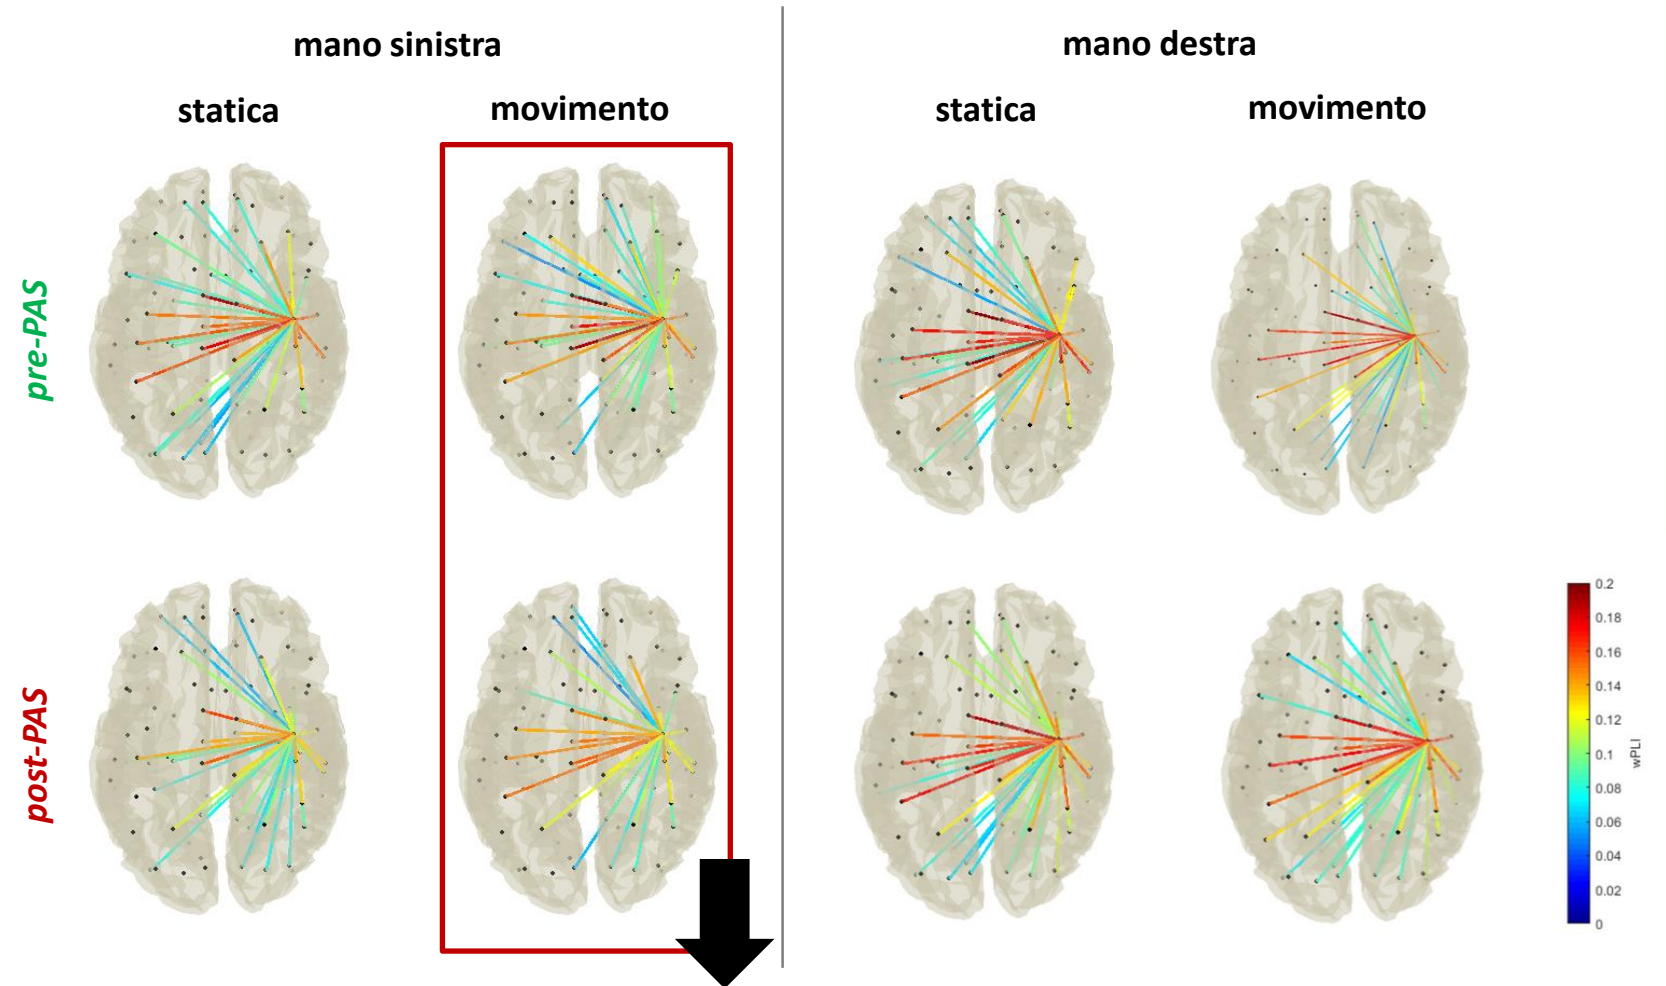 mano sinistra
mano destra
statica
movimento
statica
movimento
pre-PAS
post-PAS
0.2
0.18
0.16
0.14
0.12
0.1
0.08
0.06
0.04
0.02
0
wPLI